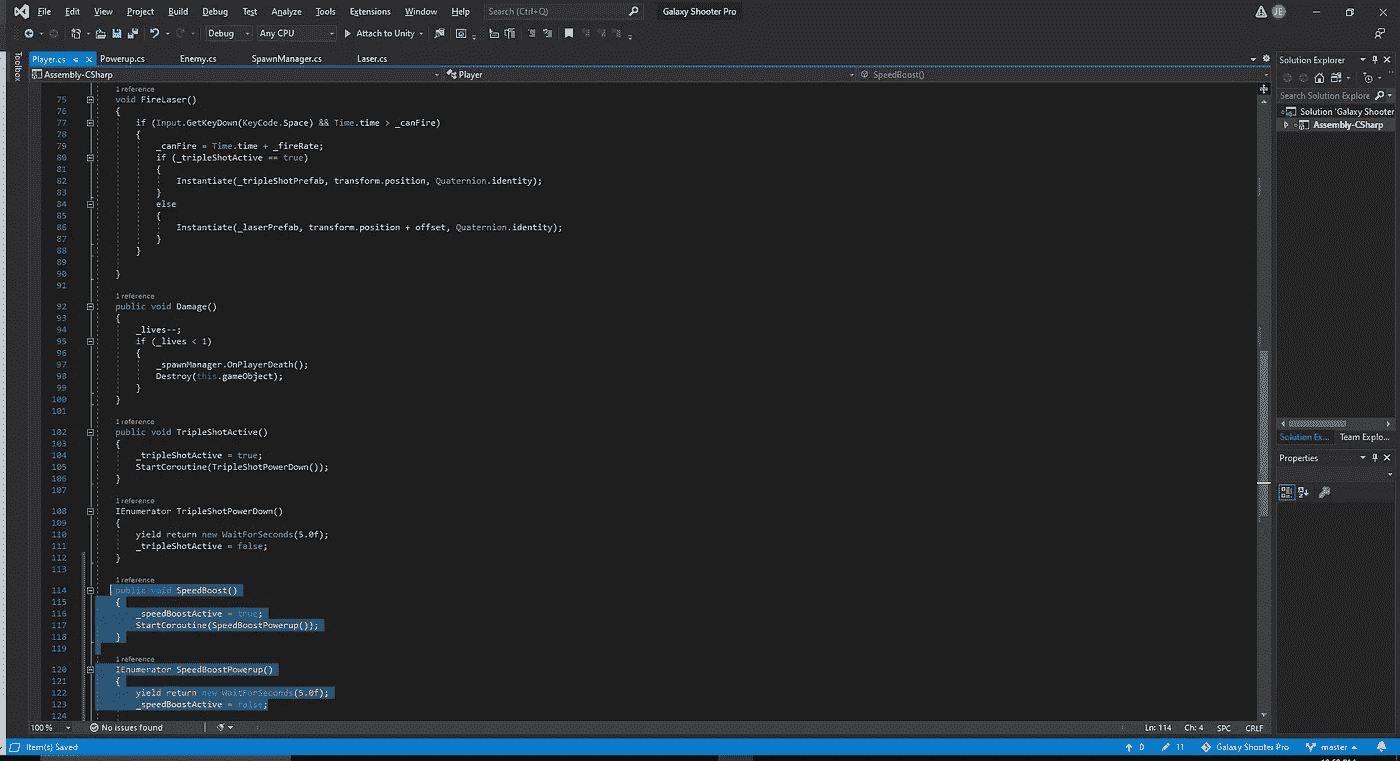 File Edit View Project Build Debug Test Analyze Tools Extensions Window Help Search (Ctrl+Q) Galaxy Shooter Pro JE
Debug Any CPU Attach to Unity
Toolbox
Player.cs Powerup.cs Enemy.cs SpawnManager.cs Laser.cs
Assembly-CSharp Player SpeedBoost()
1 reference
75 void FireLaser()
76 {
77 if (Input.GetKeyDown(KeyCode.Space) && Time.time > _canFire)
78 {
79 _canFire = Time.time + _fireRate;
80 if (_tripleShotActive == true)
81 {
82 Instantiate(_tripleShotPrefab, transform.position, Quaternion.identity);
83 }
84 else
85 {
86 Instantiate(_laserPrefab, transform.position + offset, Quaternion.identity);
87 }
88 }
89
90 }
91
1 reference
92 public void Damage()
93 {
94 _lives--;
95 if (_lives < 1)
96 {
97 _spawnManager.OnPlayerDeath();
98 Destroy(this.gameObject);
99 }
100 }
101
1 reference
102 public void TripleShotActive()
103 {
104 _tripleShotActive = true;
105 StartCoroutine(TripleShotPowerDown());
106 }
107
1 reference
108 IEnumerator TripleShotPowerDown()
109 {
110 yield return new WaitForSeconds(5.0f);
111 _tripleShotActive = false;
112 }
113
1 reference
114 public void SpeedBoost()
115 {
116 _speedBoostActive = true;
117 StartCoroutine(SpeedBoostPowerup());
118 }
119
1 reference
120 IEnumerator SpeedBoostPowerup()
121 {
122 yield return new WaitForSeconds(5.0f);
123 _speedBoostActive = false;
124
100 % No issues found Ln: 114 Ch: 4 SPC CRLF
Item(s) Saved 0 11 Galaxy Shooter Pro master
Solution Explorer
Search Solution Explore
Solution 'Galaxy Shooter
Assembly-CSharp
Solution Ex... Team Explo...
Properties